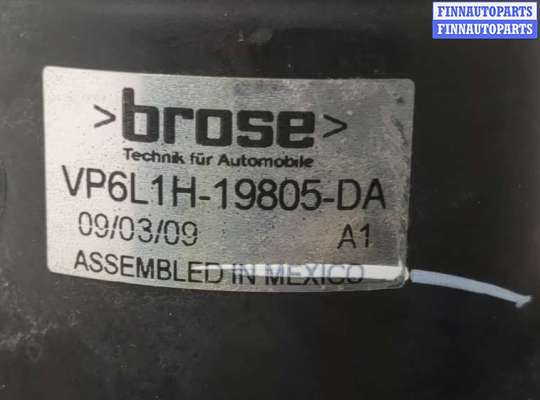 FINNAUTOPARTS
FINNAUTOPARTS
>brose>
Technik für Automobile
VP6L1H-19805-DA
09/03/09 A1
ASSEMBLED IN MEXICO